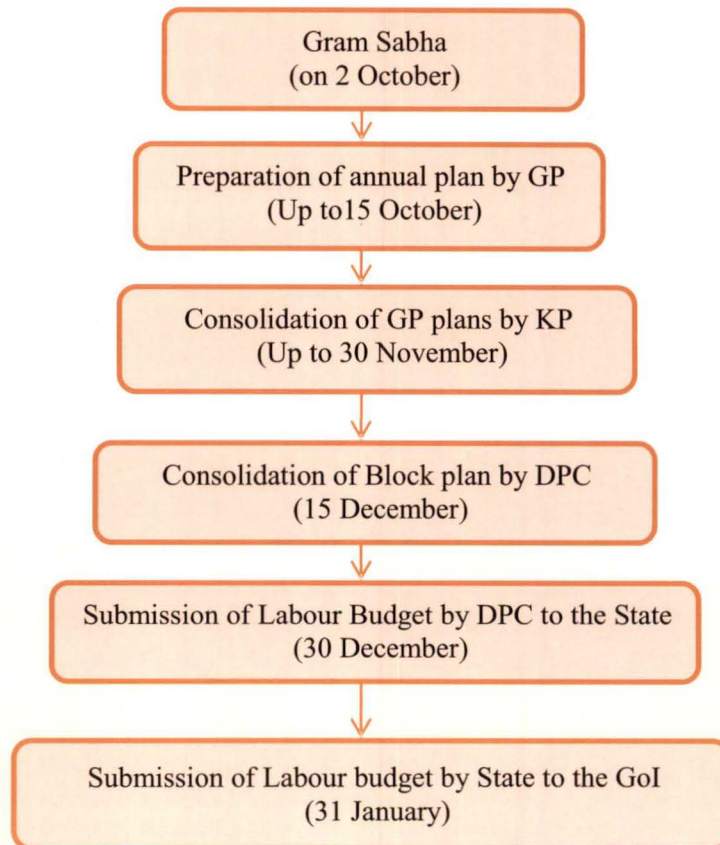 Gram Sabha
(on 2 October)
Preparation of annual plan by GP
(Up to15 October)
Consolidation of GP plans by KP
(Up to 30 November)
Consolidation of Block plan by DPC
(15 December)
Submission of Labour Budget by DPC to the State
(30 December)
Submission of Labour budget by State to the GoI
(31 January)